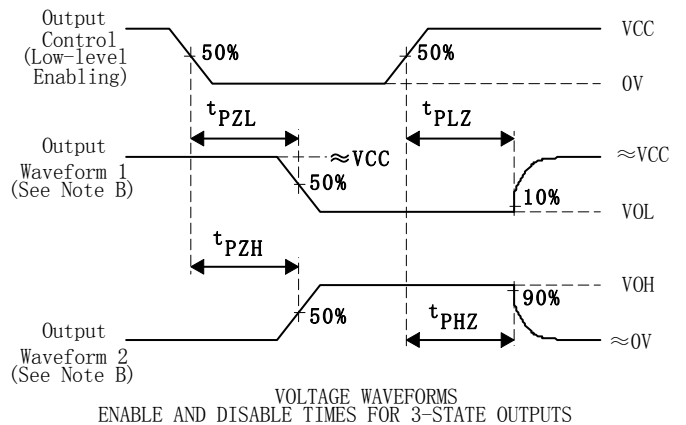 Output
Control
(Low-level
Enabling)
50%
50%
VCC
0V
tPZL
tPLZ
Output
Waveform 1
(See Note B)
≈VCC
50%
10%
≈VCC
VOL
tPZH
50%
VOH
90%
tPHZ
≈0V
Output
Waveform 2
(See Note B)
VOLTAGE WAVEFORMS
ENABLE AND DISABLE TIMES FOR 3-STATE OUTPUTS